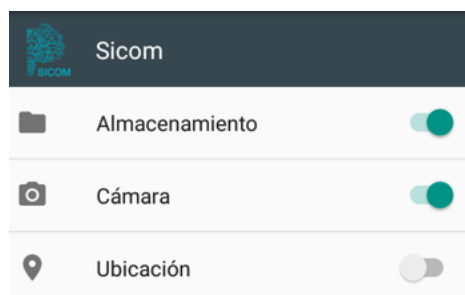 SICOM
Sicom
Almacenamiento
Cámara
Ubicación